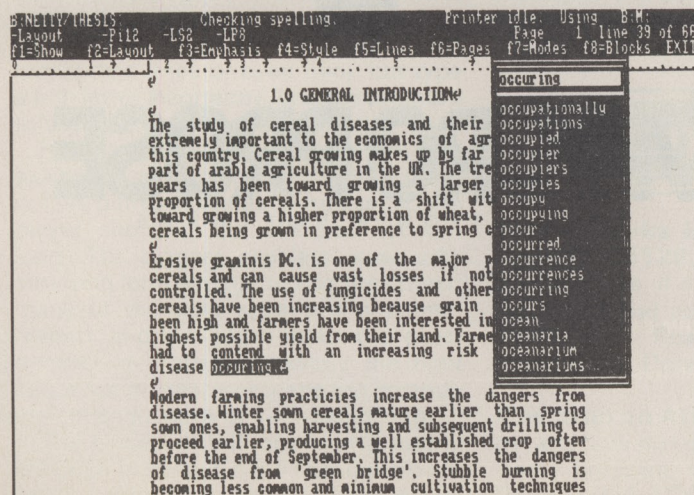 B:NETTY/THESIS: Checking spelling. Printer idle. Using B:M:
-Layout -Pi12 -LS2 -LP8 Page 1 line 39 of 66
f1=Show f2=Layout f3=Emphasis f4=Style f5=Lines f6=Pages f7=Modes f8=Blocks EXI
0 1 2 3 4 5
occuring
1.0 GENERAL INTRODUCTION
The study of cereal diseases and their
extremely important to the economics of agr
this country. Cereal growing makes up by far
part of arable agriculture in the UK. The tre
years has been toward growing a larger
proportion of cereals. There is a shift wit
toward growing a higher proportion of wheat,
cereals being grown in preference to spring c
Erosive graminis DC. is one of the major p
cereals and can cause vast losses if not
controlled. The use of fungicides and other
cereals have been increasing because grain
been high and farmers have been interested in
highest possible yield from their land. Farme
had to contend with an increasing risk
disease occuring.
occupationally
occupations
occupied
occupier
occupiers
occupies
occupy
occupying
occur
occurred
occurrence
occurrences
occurring
occurs
ocean
oceanaria
oceanarium
oceanariums
Modern farming practicies increase the dangers from
disease. Winter sown cereals mature earlier than spring
sown ones, enabling harvesting and subsequent drilling to
proceed earlier, producing a well established crop often
before the end of September. This increases the dangers
of disease from 'green bridge'. Stubble burning is
becoming less common and minimum cultivation techniques